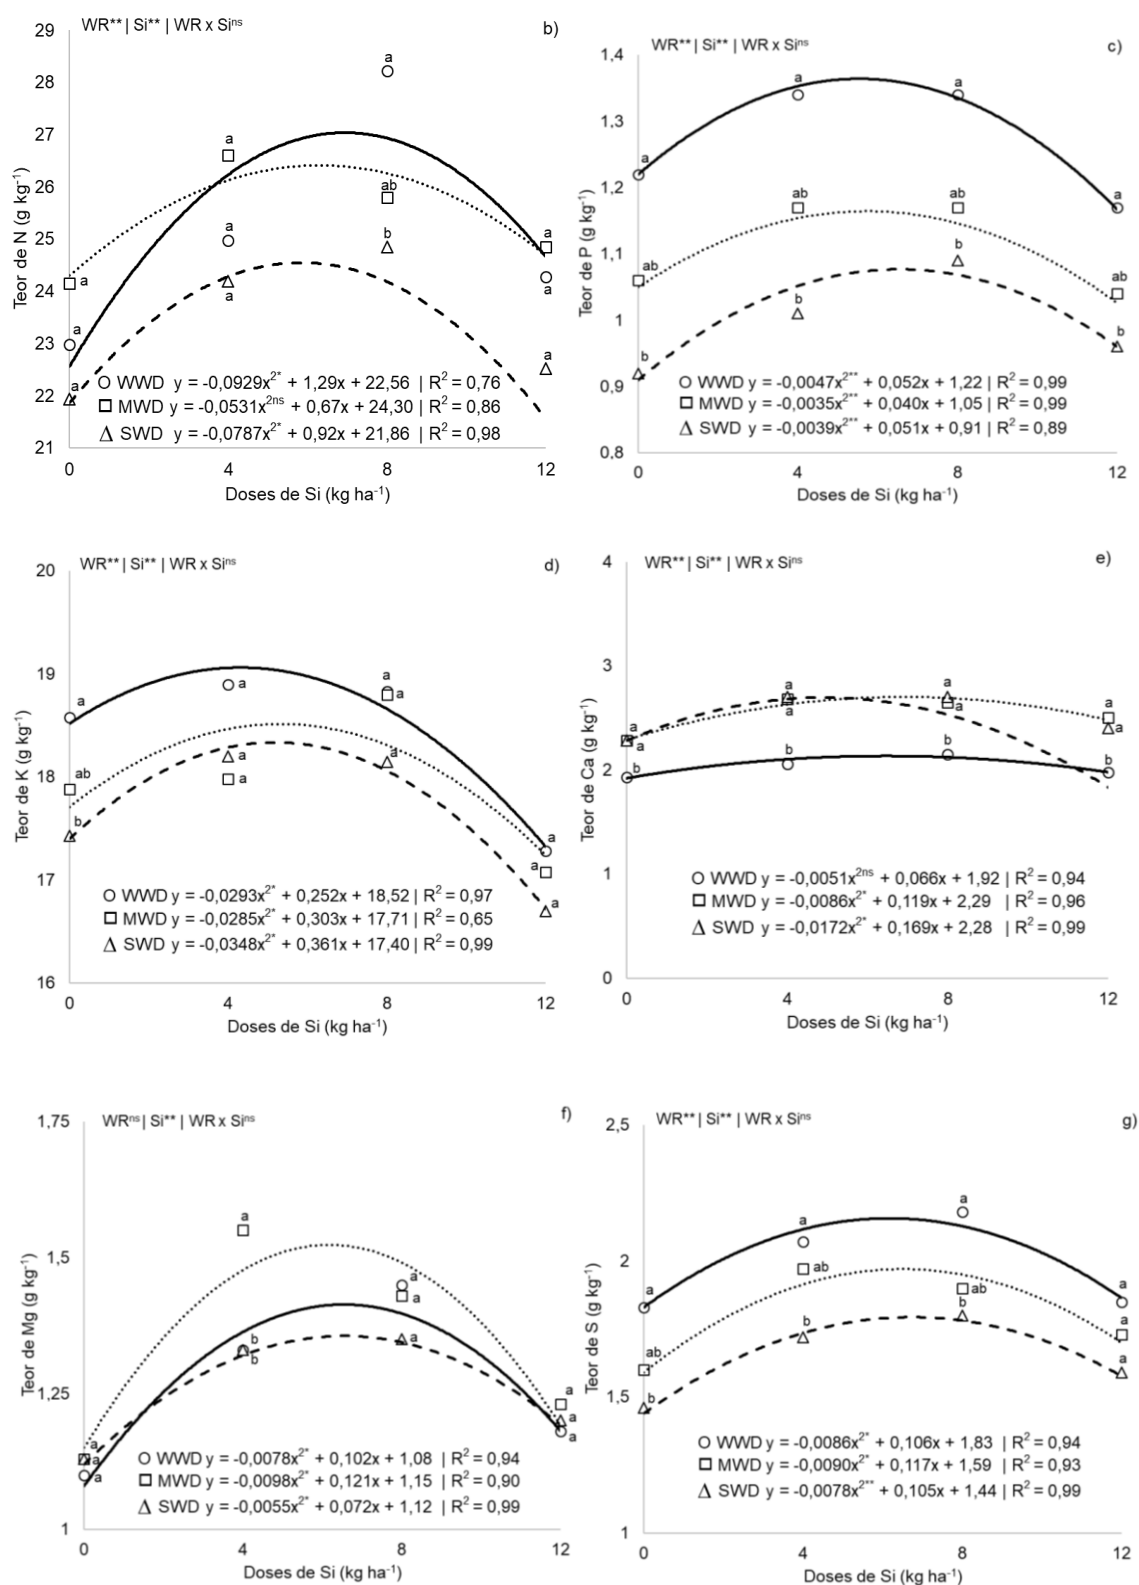 WR** | Si** | WR x Siⁿˢ
b)
29
28
27
26
25
24
23
22
21
Teor de N (g kg⁻¹)
a
a
a
a
ab
a
b
a
a
a
a
a
WWD y = -0,0929x²* + 1,29x + 22,56 | R² = 0,76
MWD y = -0,0531x²ⁿˢ + 0,67x + 24,30 | R² = 0,86
SWD y = -0,0787x²* + 0,92x + 21,86 | R² = 0,98
0
4
8
12
Doses de Si (kg ha⁻¹)
WR** | Si** | WR x Siⁿˢ
c)
1,4
1,3
1,2
1,1
1
0,9
0,8
Teor de P (g kg⁻¹)
a
a
a
a
ab
ab
ab
ab
b
b
b
b
WWD y = -0,0047x²** + 0,052x + 1,22 | R² = 0,99
MWD y = -0,0035x²** + 0,040x + 1,05 | R² = 0,99
SWD y = -0,0039x²** + 0,051x + 0,91 | R² = 0,89
0
4
8
12
Doses de Si (kg ha⁻¹)
WR** | Si** | WR x Siⁿˢ
d)
20
19
18
17
16
Teor de K (g kg⁻¹)
a
a
a
a
ab
a
a
b
a
a
a
a
WWD y = -0,0293x²* + 0,252x + 18,52 | R² = 0,97
MWD y = -0,0285x²* + 0,303x + 17,71 | R² = 0,65
SWD y = -0,0348x²* + 0,361x + 17,40 | R² = 0,99
0
4
8
12
Doses de Si (kg ha⁻¹)
WR** | Si** | WR x Siⁿˢ
e)
4
3
2
1
0
Teor de Ca (g kg⁻¹)
a
a
a
a
a
a
a
a
b
b
b
b
WWD y = -0,0051x²ⁿˢ + 0,066x + 1,92 | R² = 0,94
MWD y = -0,0086x²* + 0,119x + 2,29 | R² = 0,96
SWD y = -0,0172x²* + 0,169x + 2,28 | R² = 0,99
0
4
8
12
Doses de Si (kg ha⁻¹)
WRⁿˢ | Si** | WR x Siⁿˢ
f)
1,75
1,5
1,25
1
Teor de Mg (g kg⁻¹)
a
a
a
b
b
a
a
a
a
a
a
a
WWD y = -0,0078x²* + 0,102x + 1,08 | R² = 0,94
MWD y = -0,0098x²* + 0,121x + 1,15 | R² = 0,90
SWD y = -0,0055x²* + 0,072x + 1,12 | R² = 0,99
0
4
8
12
Doses de Si (kg ha⁻¹)
WR** | Si** | WR x Siⁿˢ
g)
2,5
2
1,5
1
Teor de S (g kg⁻¹)
a
a
a
a
ab
ab
ab
a
b
b
b
a
WWD y = -0,0086x²* + 0,106x + 1,83 | R² = 0,94
MWD y = -0,0090x²* + 0,117x + 1,59 | R² = 0,93
SWD y = -0,0078x²** + 0,105x + 1,44 | R² = 0,99
0
4
8
12
Doses de Si (kg ha⁻¹)